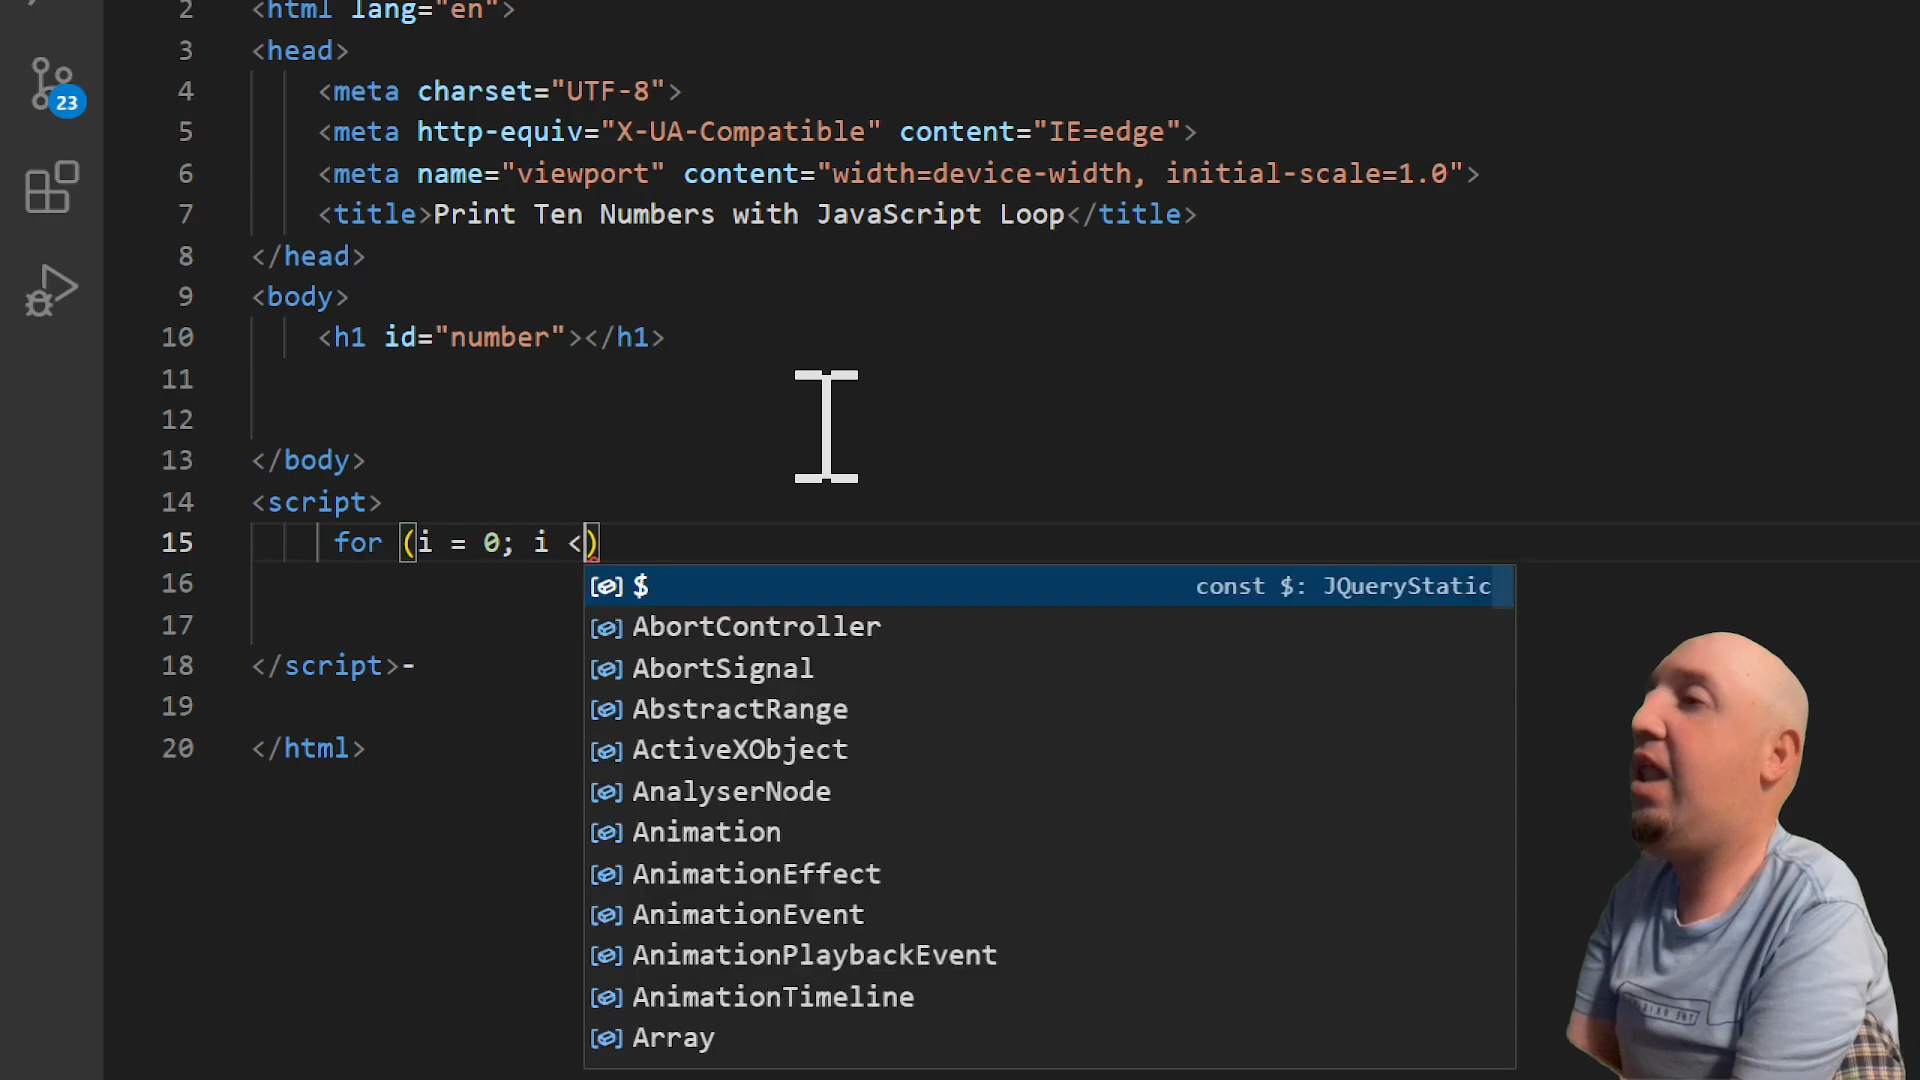 2 <html lang="en">
3 <head>
4 <meta charset="UTF-8">
5 <meta http-equiv="X-UA-Compatible" content="IE=edge">
6 <meta name="viewport" content="width=device-width, initial-scale=1.0">
7 <title>Print Ten Numbers with JavaScript Loop</title>
8 </head>
9 <body>
10 <h1 id="number"></h1>
11
12
13 </body>
14 <script>
15 for (i = 0; i <)
16
17
18 </script>-
19
20 </html>
23
$ const $: JQueryStatic
AbortController
AbortSignal
AbstractRange
ActiveXObject
AnalyserNode
Animation
AnimationEffect
AnimationEvent
AnimationPlaybackEvent
AnimationTimeline
Array